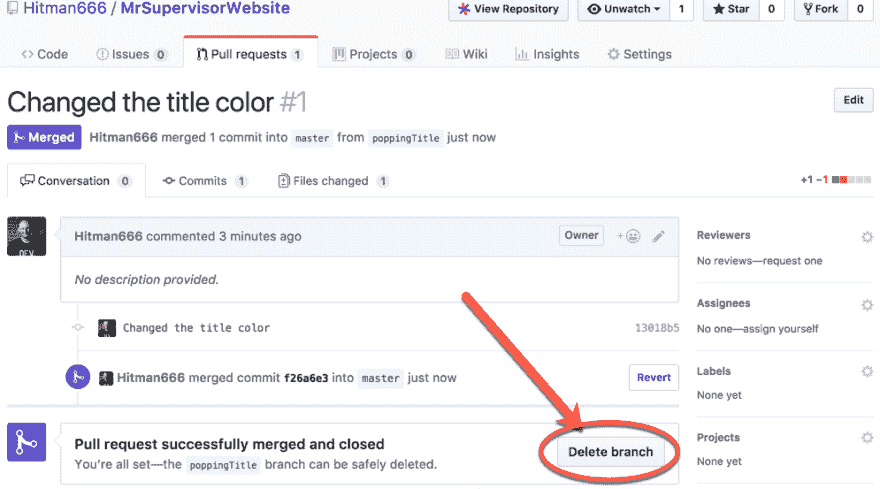 Hitman666 / MrSupervisorWebsite
View Repository
Unwatch 1
Star 0
Fork 0
Code
Issues 0
Pull requests 1
Projects 0
Wiki
Insights
Settings
Changed the title color #1
Edit
Merged
Hitman666 merged 1 commit into master from poppingTitle just now
Conversation 0
Commits 1
Files changed 1
+1 −1
Hitman666 commented 3 minutes ago
Owner
No description provided.
DEV
Changed the title color
13018b5
Hitman666 merged commit f26a6e3 into master just now
Revert
Pull request successfully merged and closed
You're all set—the poppingTitle branch can be safely deleted.
Delete branch
Reviewers
No reviews—request one
Assignees
No one—assign yourself
Labels
None yet
Projects
None yet